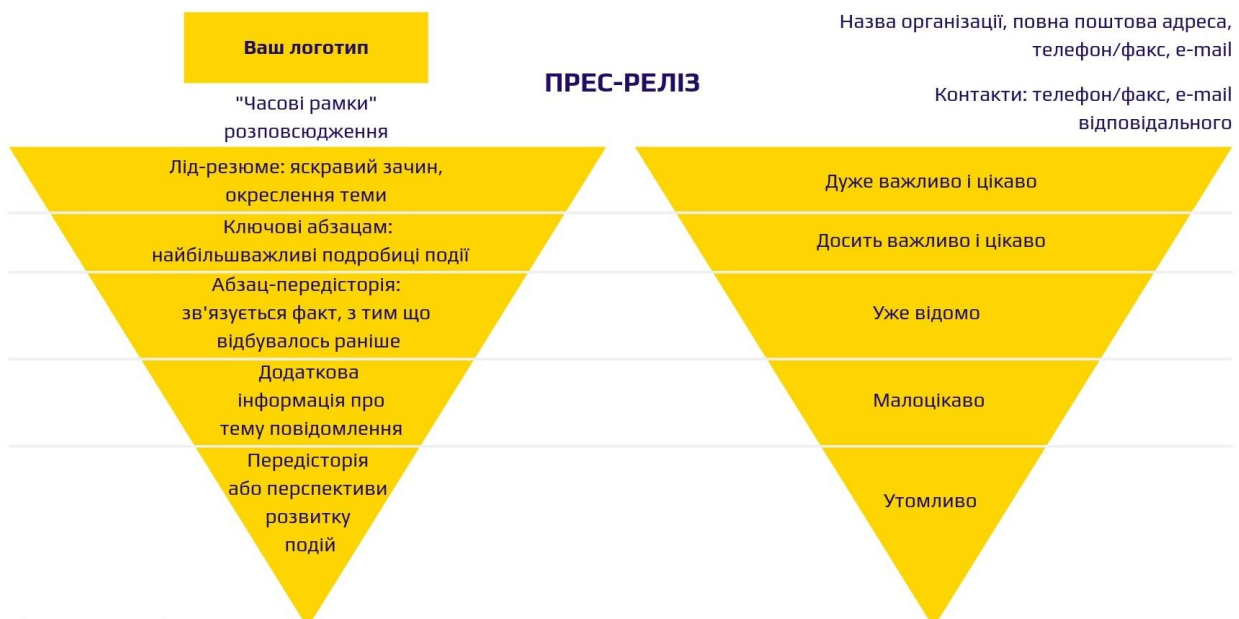 Ваш логотип
"Часові рамки"
розповсюдження
ПРЕС-РЕЛІЗ
Назва організації, повна поштова адреса,
телефон/факс, e-mail
Контакти: телефон/факс, e-mail
відповідального
Лід-резюме: яскравий зачин,
окреслення теми
Ключові абзацам:
найбільшважливі подробиці події
Абзац-передісторія:
зв'язується факт, з тим що
відбувалось раніше
Додаткова
інформація про
тему повідомлення
Передісторія
або перспективи
розвитку
подій
Дуже важливо і цікаво
Досить важливо і цікаво
Уже відомо
Малоцікаво
Утомливо